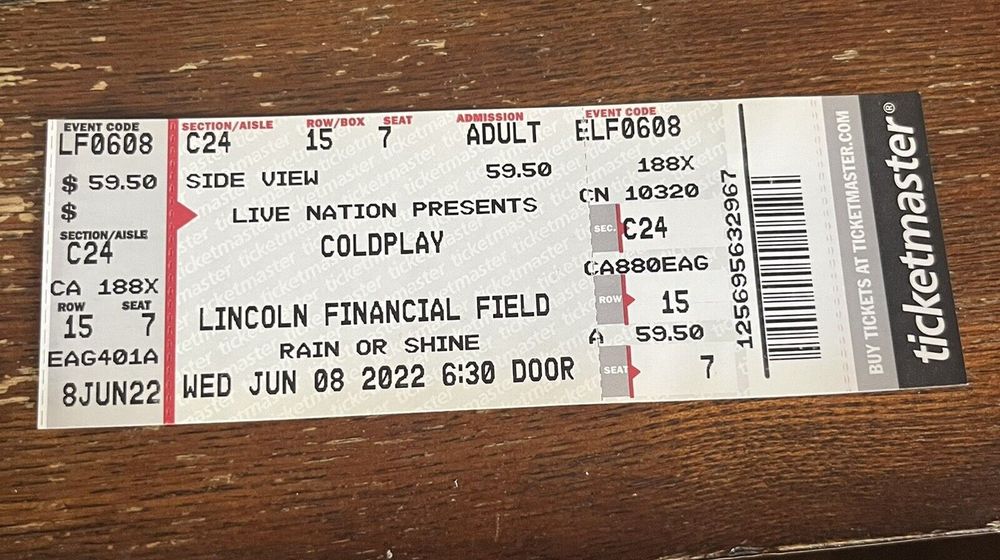 EVENT CODE
LF0608
$ 59.50
$
SECTION/AISLE
C24
CA 188X
ROW SEAT
15 7
EAG401A
8JUN22
SECTION/AISLE ROW/BOX SEAT ADMISSION
C24 15 7 ADULT
SIDE VIEW 59.50
LIVE NATION PRESENTS
COLDPLAY
LINCOLN FINANCIAL FIELD
RAIN OR SHINE
WED JUN 08 2022 6:30 DOOR
EVENT CODE
ELF0608
188X
CN 10320
SEC. C24
CA880EAG
ROW 15
A 59.50
SEAT 7
125695632967
BUY TICKETS AT TICKETMASTER.COM
ticketmaster®